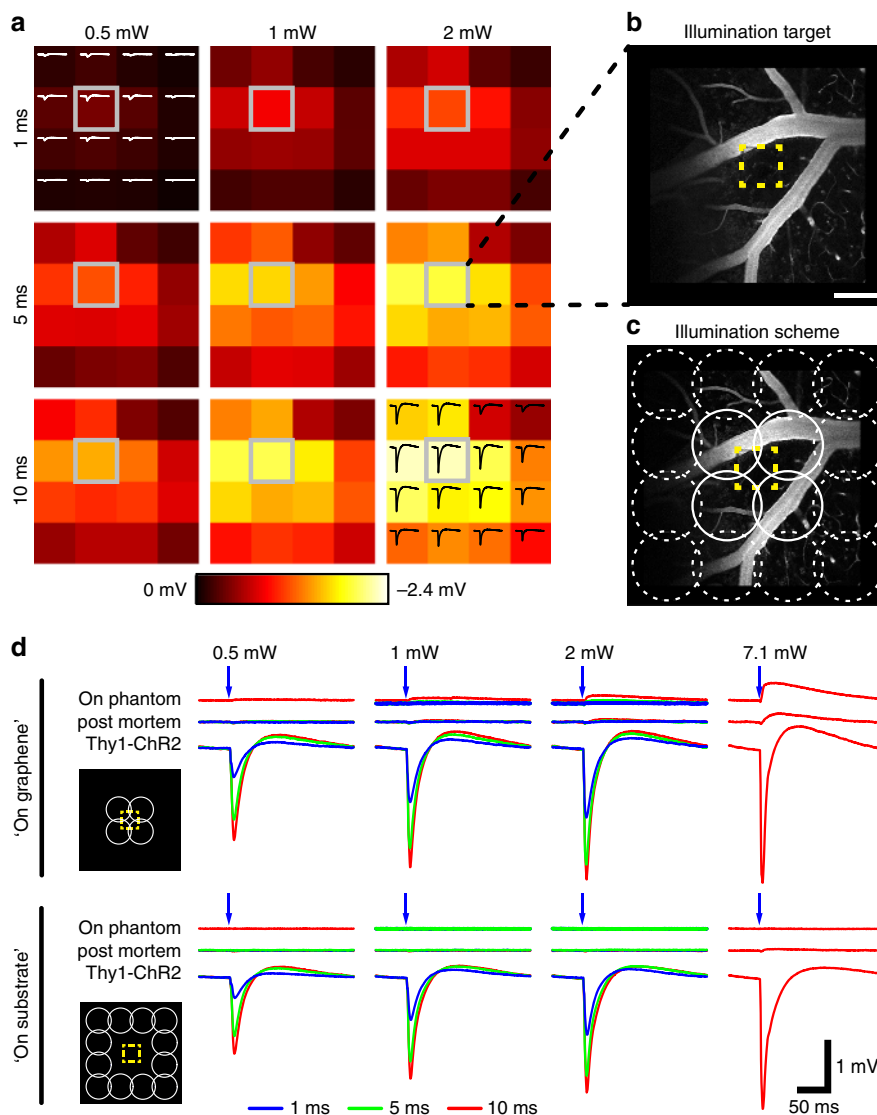 a
0.5 mW
1 mW
2 mW
1 ms
5 ms
10 ms
0 mV
−2.4 mV
b
Illumination target
c
Illumination scheme
d
0.5 mW
1 mW
2 mW
7.1 mW
'On graphene'
On phantom
post mortem
Thy1-ChR2
'On substrate'
On phantom
post mortem
Thy1-ChR2
1 mV
50 ms
1 ms
5 ms
10 ms